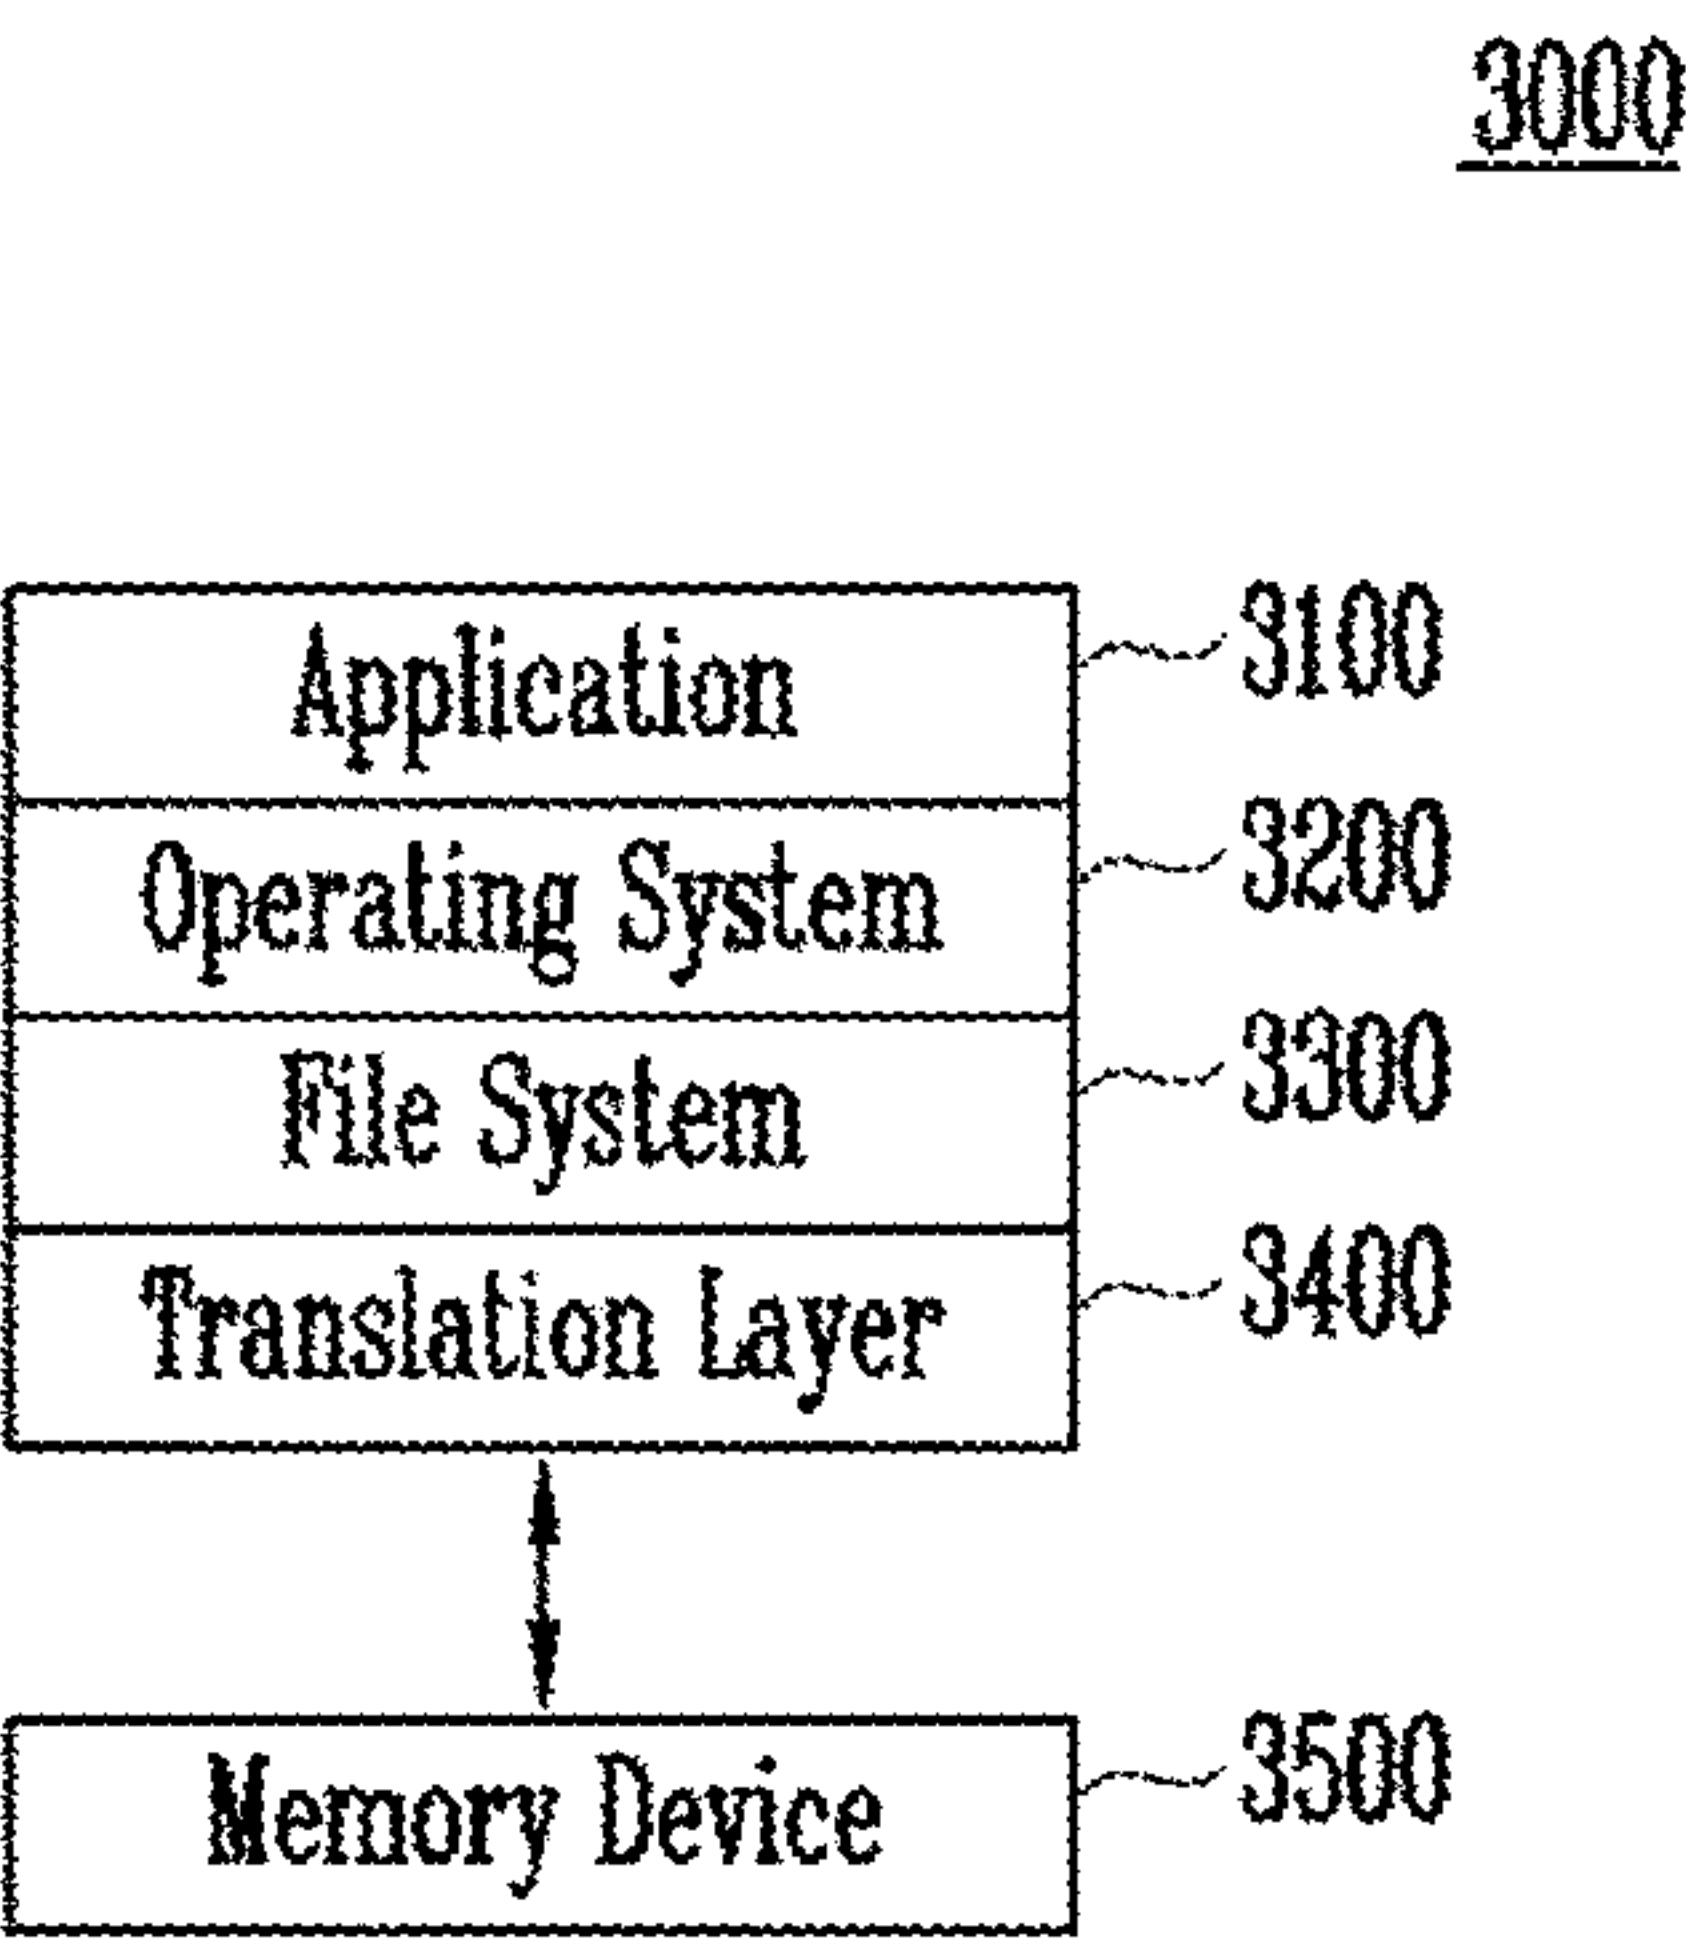 3000
Application 3100
Operating System 3200
File System 3300
Translation Layer 3400
Memory Device 3500